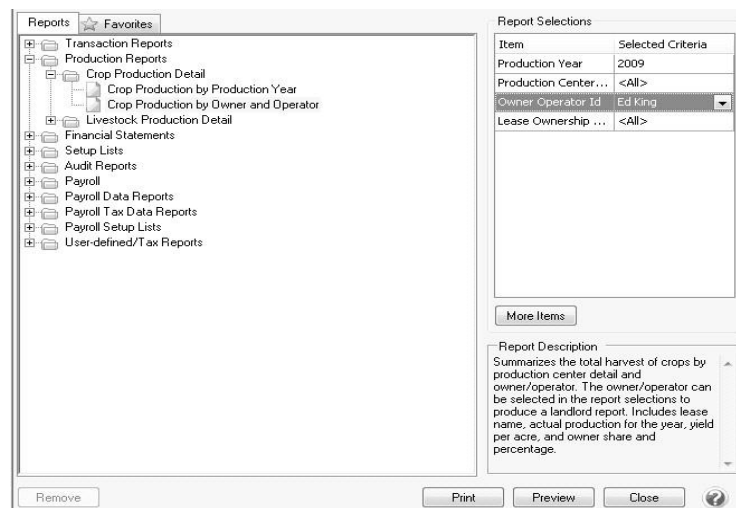 Reports
Favorites
Transaction Reports
Production Reports
Crop Production Detail
Crop Production by Production Year
Crop Production by Owner and Operator
Livestock Production Detail
Financial Statements
Setup Lists
Audit Reports
Payroll
Payroll Data Reports
Payroll Tax Data Reports
Payroll Setup Lists
User-defined/Tax Reports
Report Selections
Item Selected Criteria
Production Year 2009
Production Center... <All>
Owner Operator Id Ed King
Lease Ownership ... <All>
More Items
Report Description
Summarizes the total harvest of crops by
production center detail and
owner/operator. The owner/operator can
be selected in the report selections to
produce a landlord report. Includes lease
name, actual production for the year, yield
per acre, and owner share and
percentage.
Remove
Print
Preview
Close
?